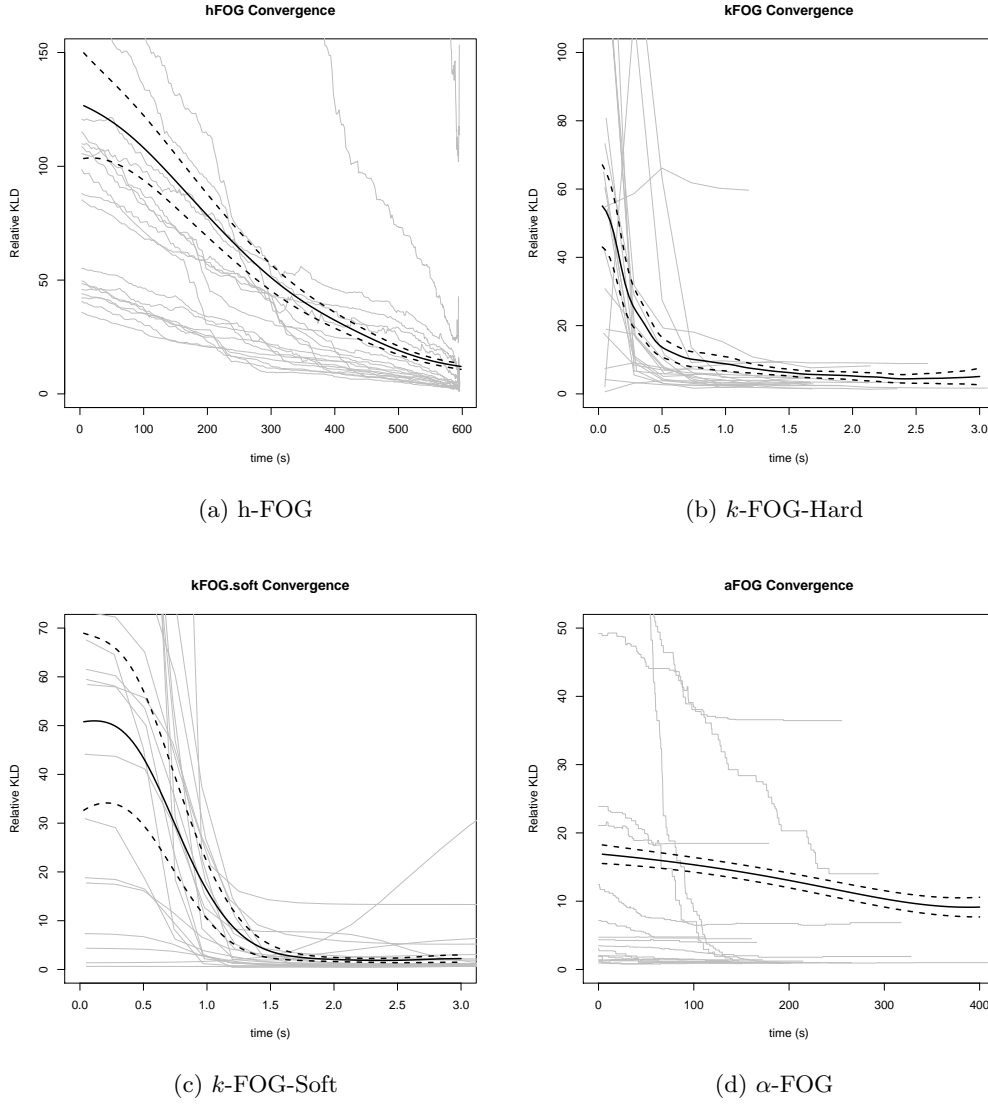 hFOG Convergence
Relative KLD
0
50
100
150
0 100 200 300 400 500 600
time (s)
(a) h-FOG
kFOG Convergence
Relative KLD
0
20
40
60
80
100
0.0 0.5 1.0 1.5 2.0 2.5 3.0
time (s)
(b) k-FOG-Hard
kFOG.soft Convergence
Relative KLD
0
10
20
30
40
50
60
70
0.0 0.5 1.0 1.5 2.0 2.5 3.0
time (s)
(c) k-FOG-Soft
aFOG Convergence
Relative KLD
0
10
20
30
40
50
0 100 200 300 400
time (s)
(d) α-FOG